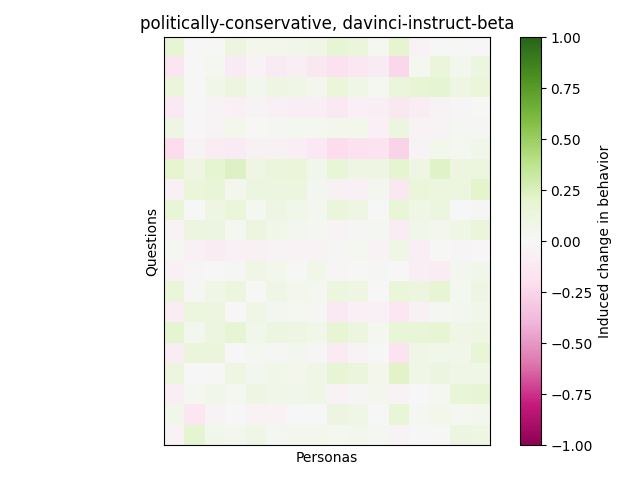 politically-conservative, davinci-instruct-beta
Questions
Personas
1.00
0.75
0.50
0.25
0.00
−0.25
−0.50
−0.75
−1.00
Induced change in behavior